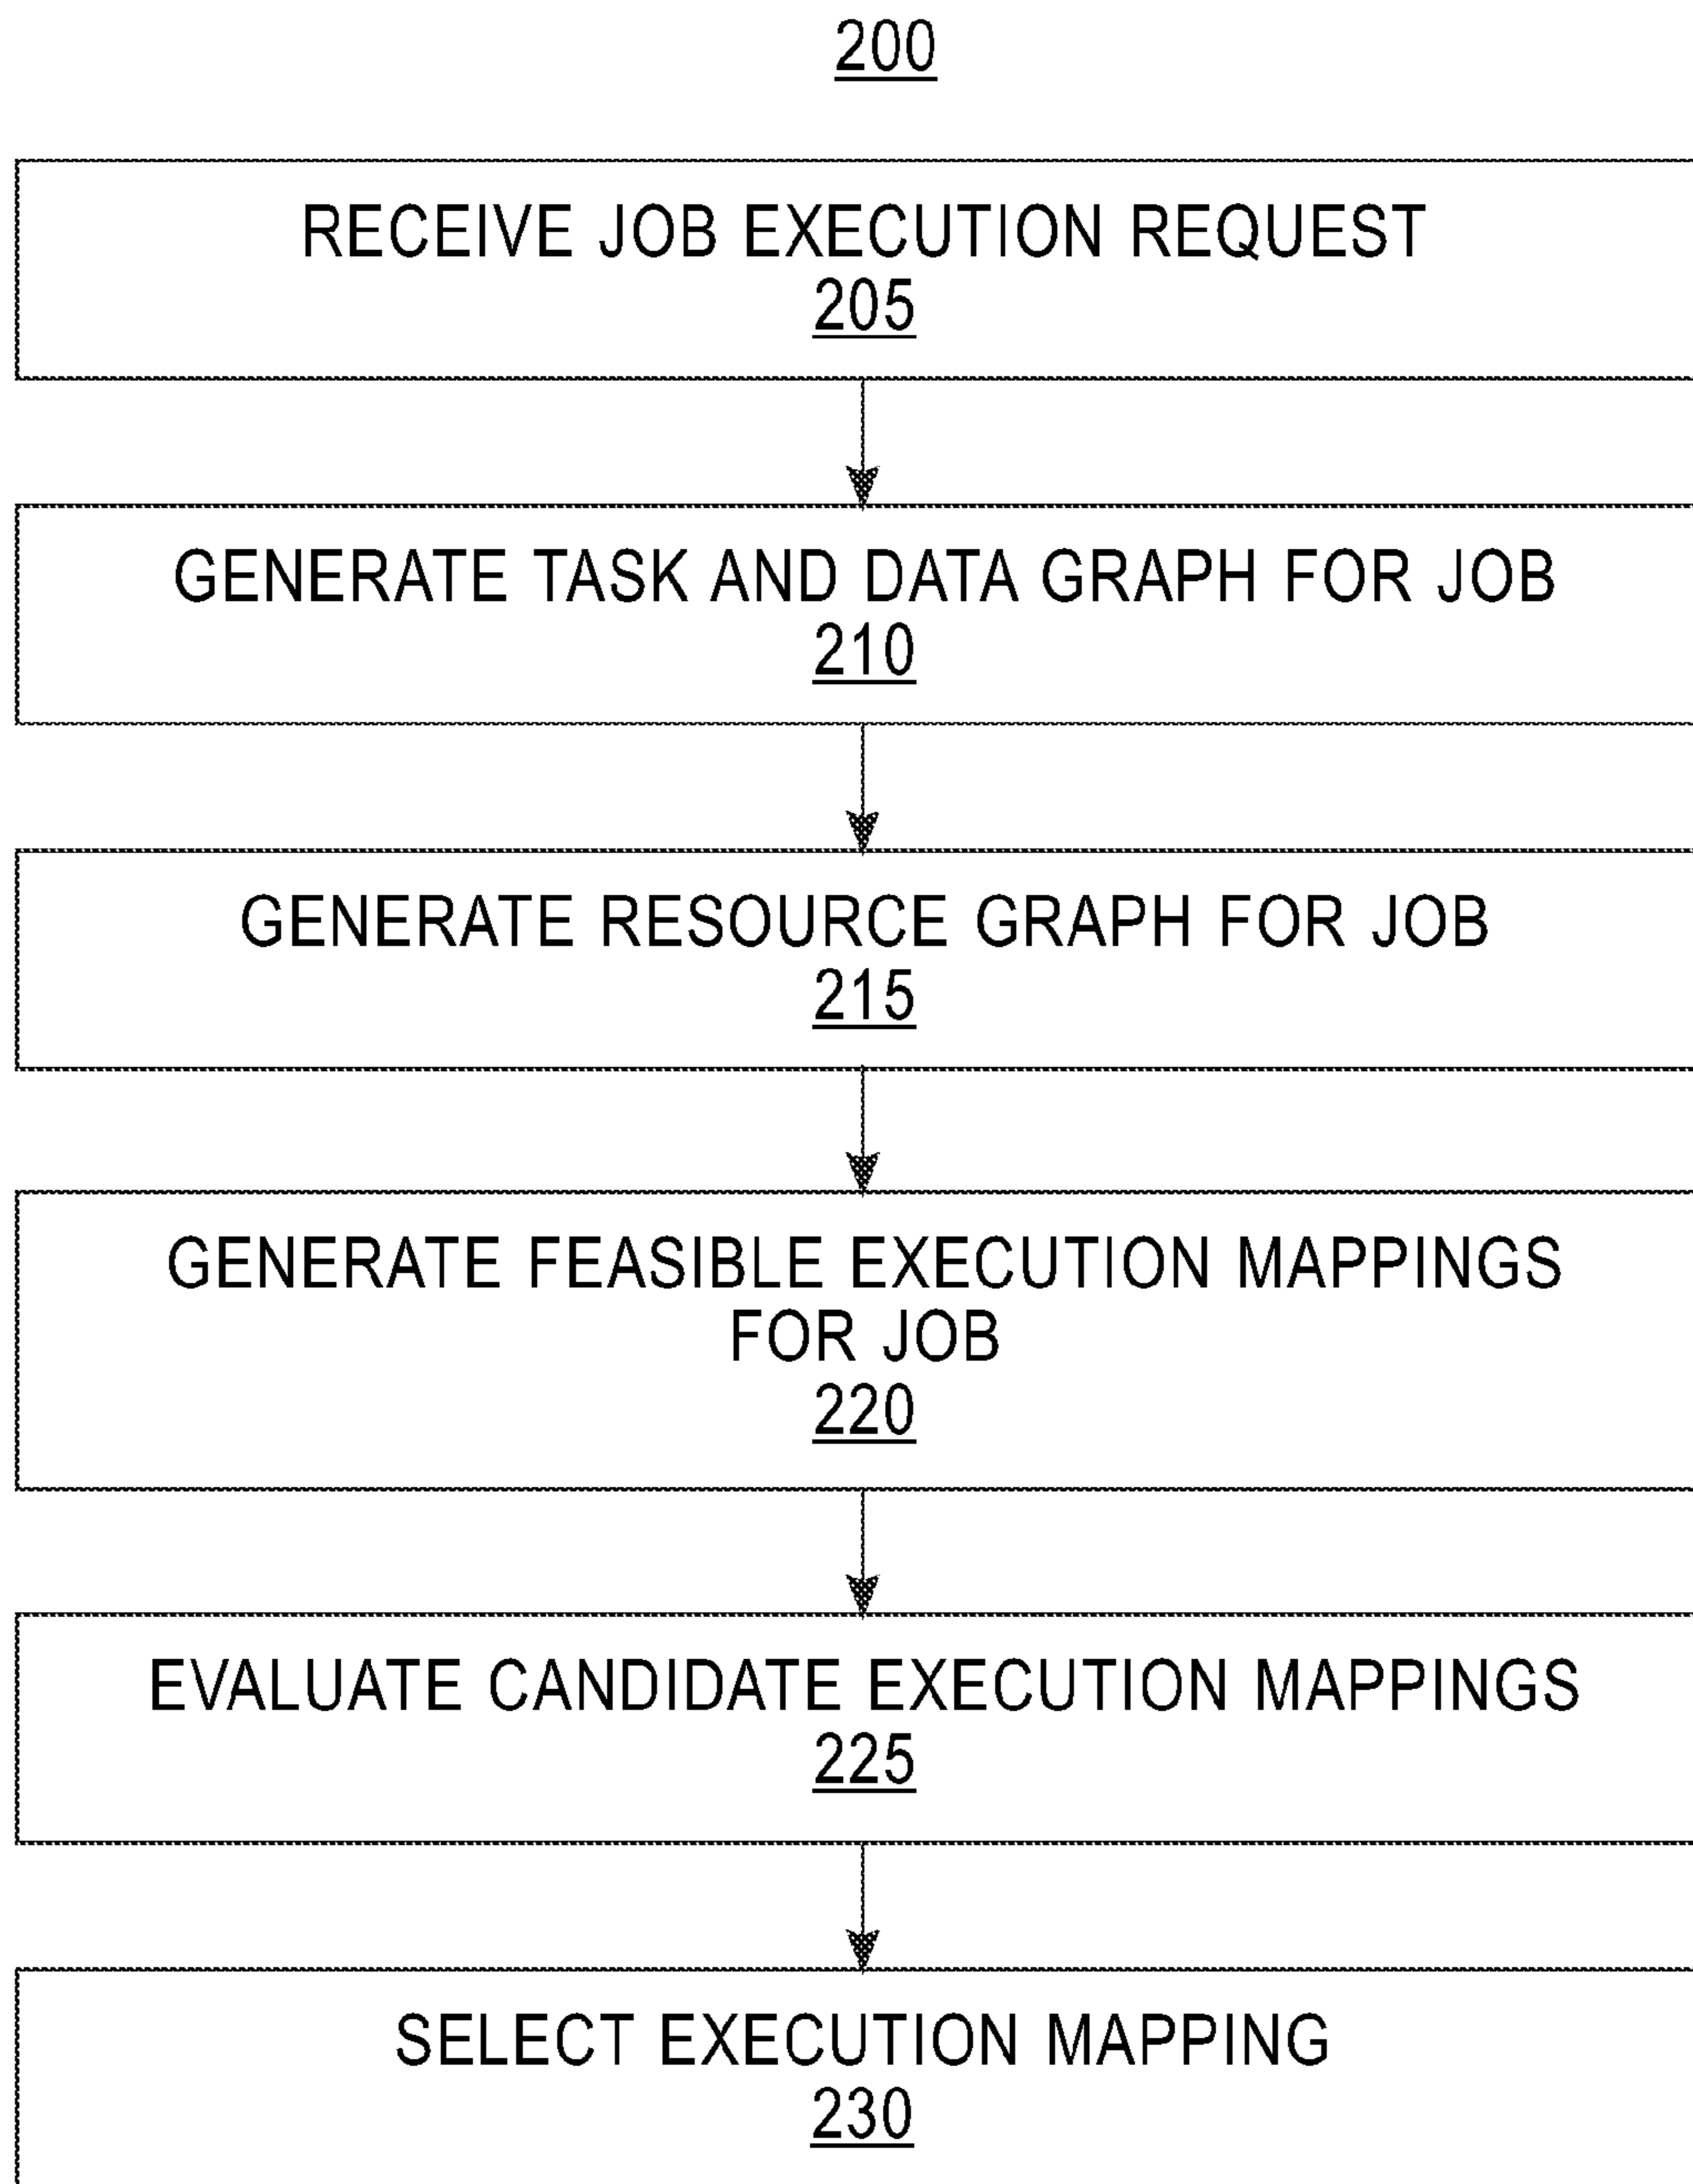 200
RECEIVE JOB EXECUTION REQUEST
205
GENERATE TASK AND DATA GRAPH FOR JOB
210
GENERATE RESOURCE GRAPH FOR JOB
215
GENERATE FEASIBLE EXECUTION MAPPINGS
FOR JOB
220
EVALUATE CANDIDATE EXECUTION MAPPINGS
225
SELECT EXECUTION MAPPING
230